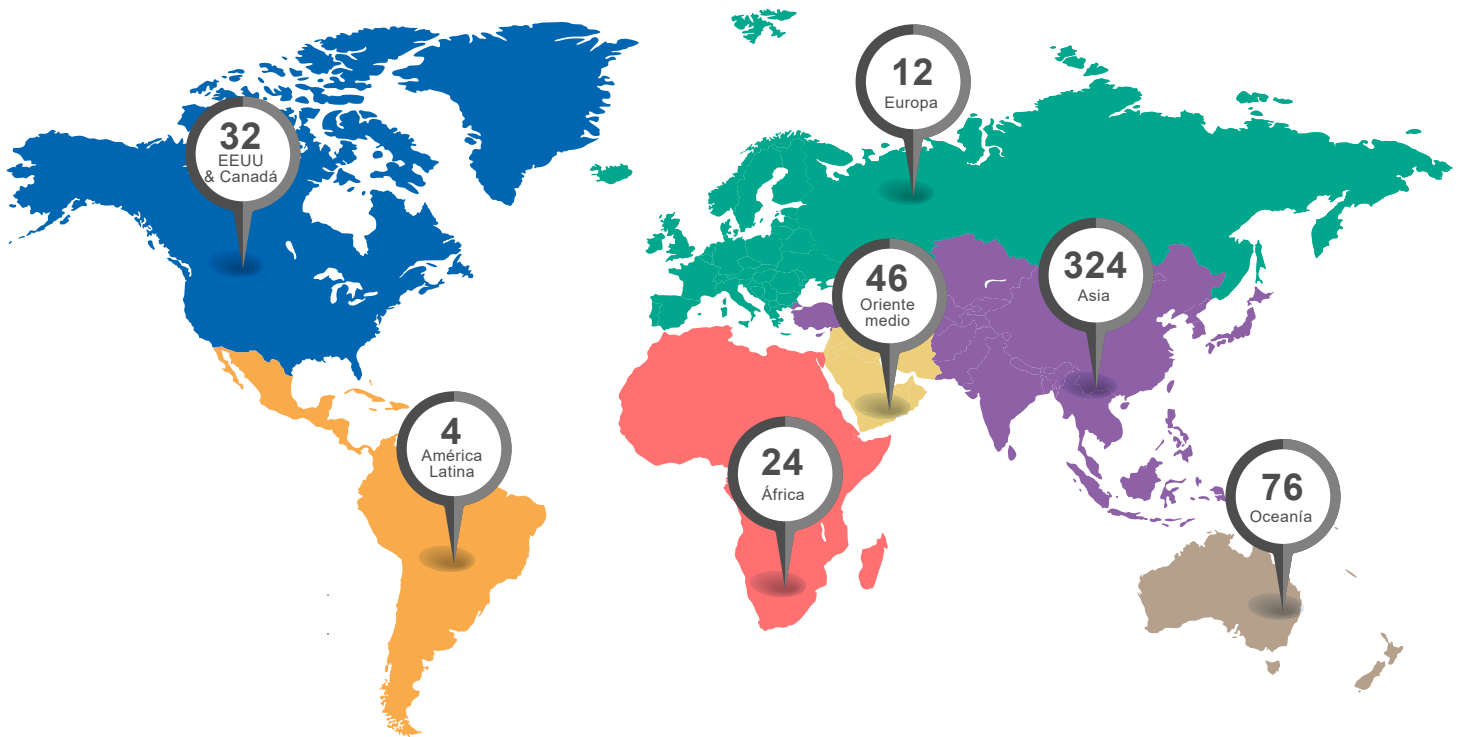 12
Europa
32
EEUU
& Canadá
324
Asia
46
Oriente
medio
4
América
Latina
24
África
76
Oceanía